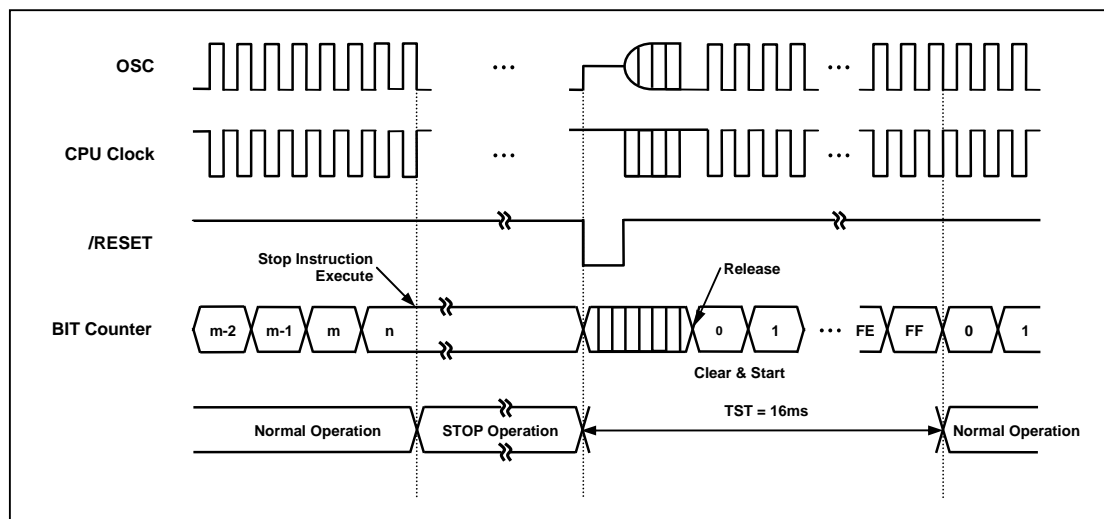 OSC
...
...
CPU Clock
...
...
/RESET
Stop Instruction
Execute
Release
BIT Counter
m-2 m-1 m n 0 1 ... FE FF 0 1
Clear & Start
TST = 16ms
Normal Operation STOP Operation Normal Operation